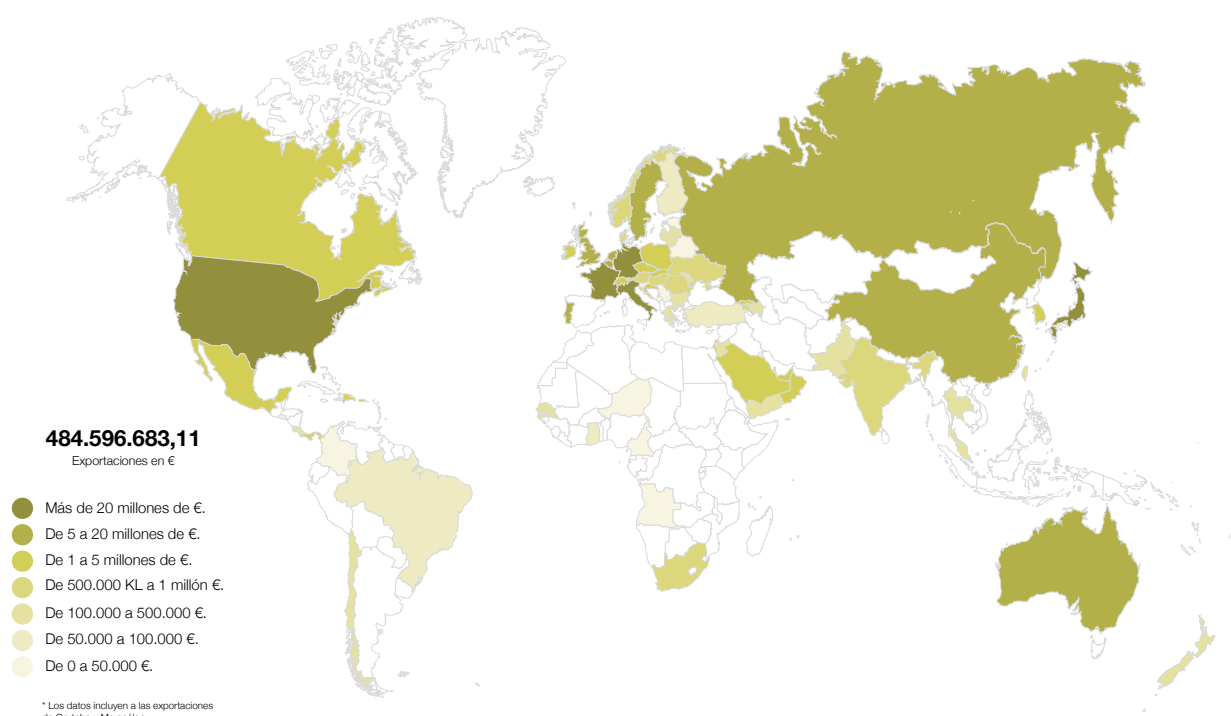 484.596.683,11
Exportaciones en €
Más de 20 millones de €.
De 5 a 20 millones de €.
De 1 a 5 millones de €.
De 500.000 KL a 1 millón €.
De 100.000 a 500.000 €.
De 50.000 a 100.000 €.
De 0 a 50.000 €.
* Los datos incluyen a las exportaciones